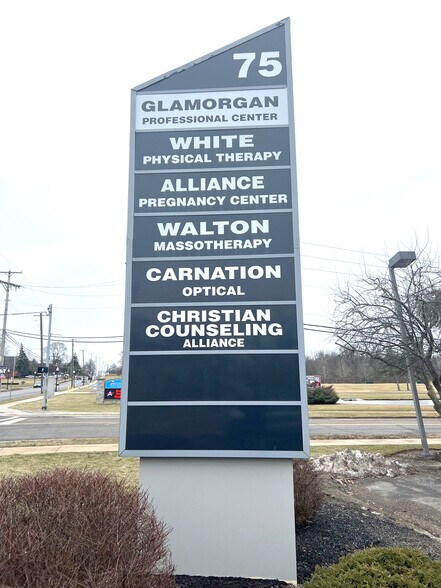 75
GLAMORGAN
PROFESSIONAL CENTER
WHITE
PHYSICAL THERAPY
ALLIANCE
PREGNANCY CENTER
WALTON
MASSOTHERAPY
CARNATION
OPTICAL
CHRISTIAN
COUNSELING
ALLIANCE